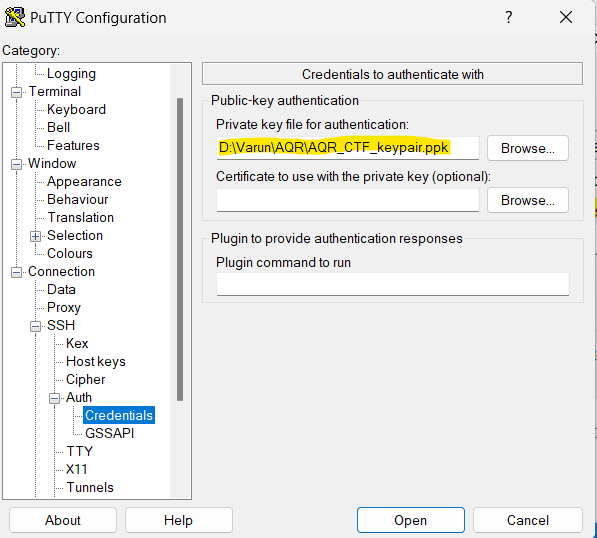 PuTTY Configuration
?
Category:
Logging
Terminal
Keyboard
Bell
Features
Window
Appearance
Behaviour
Translation
Selection
Colours
Connection
Data
Proxy
SSH
Kex
Host keys
Cipher
Auth
Credentials
GSSAPI
TTY
X11
Tunnels
Credentials to authenticate with
Public-key authentication
Private key file for authentication:
D:\Varun\AQR\AQR_CTF_keypair.ppk
Browse...
Certificate to use with the private key (optional):
Browse...
Plugin to provide authentication responses
Plugin command to run
About
Help
Open
Cancel